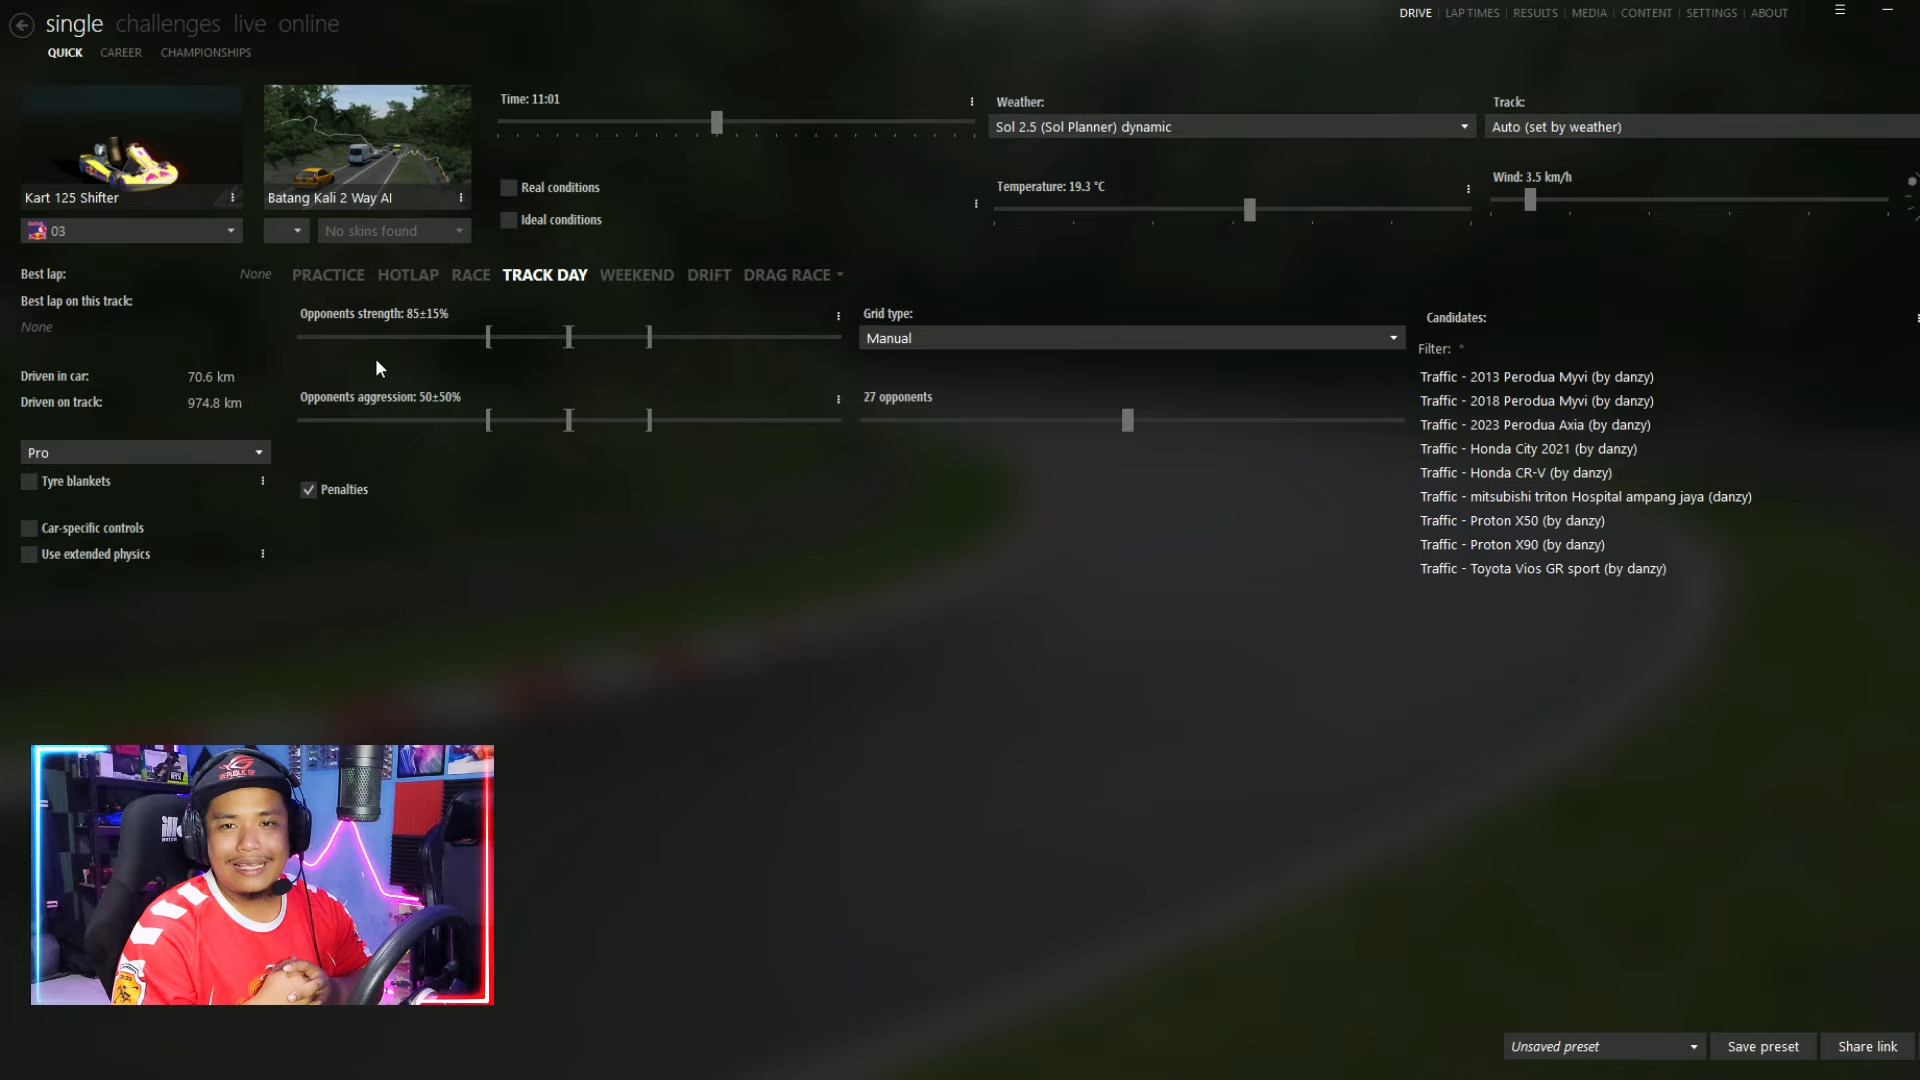 single challenges live online
DRIVE | LAP TIMES | RESULTS | MEDIA | CONTENT | SETTINGS | ABOUT
QUICK CAREER CHAMPIONSHIPS
Time: 11:01
Weather:
Track:
Sol 2.5 (Sol Planner) dynamic
Auto (set by weather)
Kart 125 Shifter
Batang Kali 2 Way AI
Real conditions
Ideal conditions
Temperature: 19.3 °C
Wind: 3.5 km/h
03
No skins found
Best lap: None
Best lap on this track:
None
PRACTICE HOTLAP RACE TRACK DAY WEEKEND DRIFT DRAG RACE
Opponents strength: 85±15%
Grid type:
Manual
Candidates:
Filter: *
Driven in car: 70.6 km
Driven on track: 974.8 km
Opponents aggression: 50±50%
27 opponents
Traffic - 2013 Perodua Myvi (by danzy)
Traffic - 2018 Perodua Myvi (by danzy)
Traffic - 2023 Perodua Axia (by danzy)
Traffic - Honda City 2021 (by danzy)
Traffic - Honda CR-V (by danzy)
Traffic - mitsubishi triton Hospital ampang jaya (danzy)
Traffic - Proton X50 (by danzy)
Traffic - Proton X90 (by danzy)
Traffic - Toyota Vios GR sport (by danzy)
Pro
Tyre blankets
Penalties
Car-specific controls
Use extended physics
REPUBLIC OF
Unsaved preset
Save preset
Share link